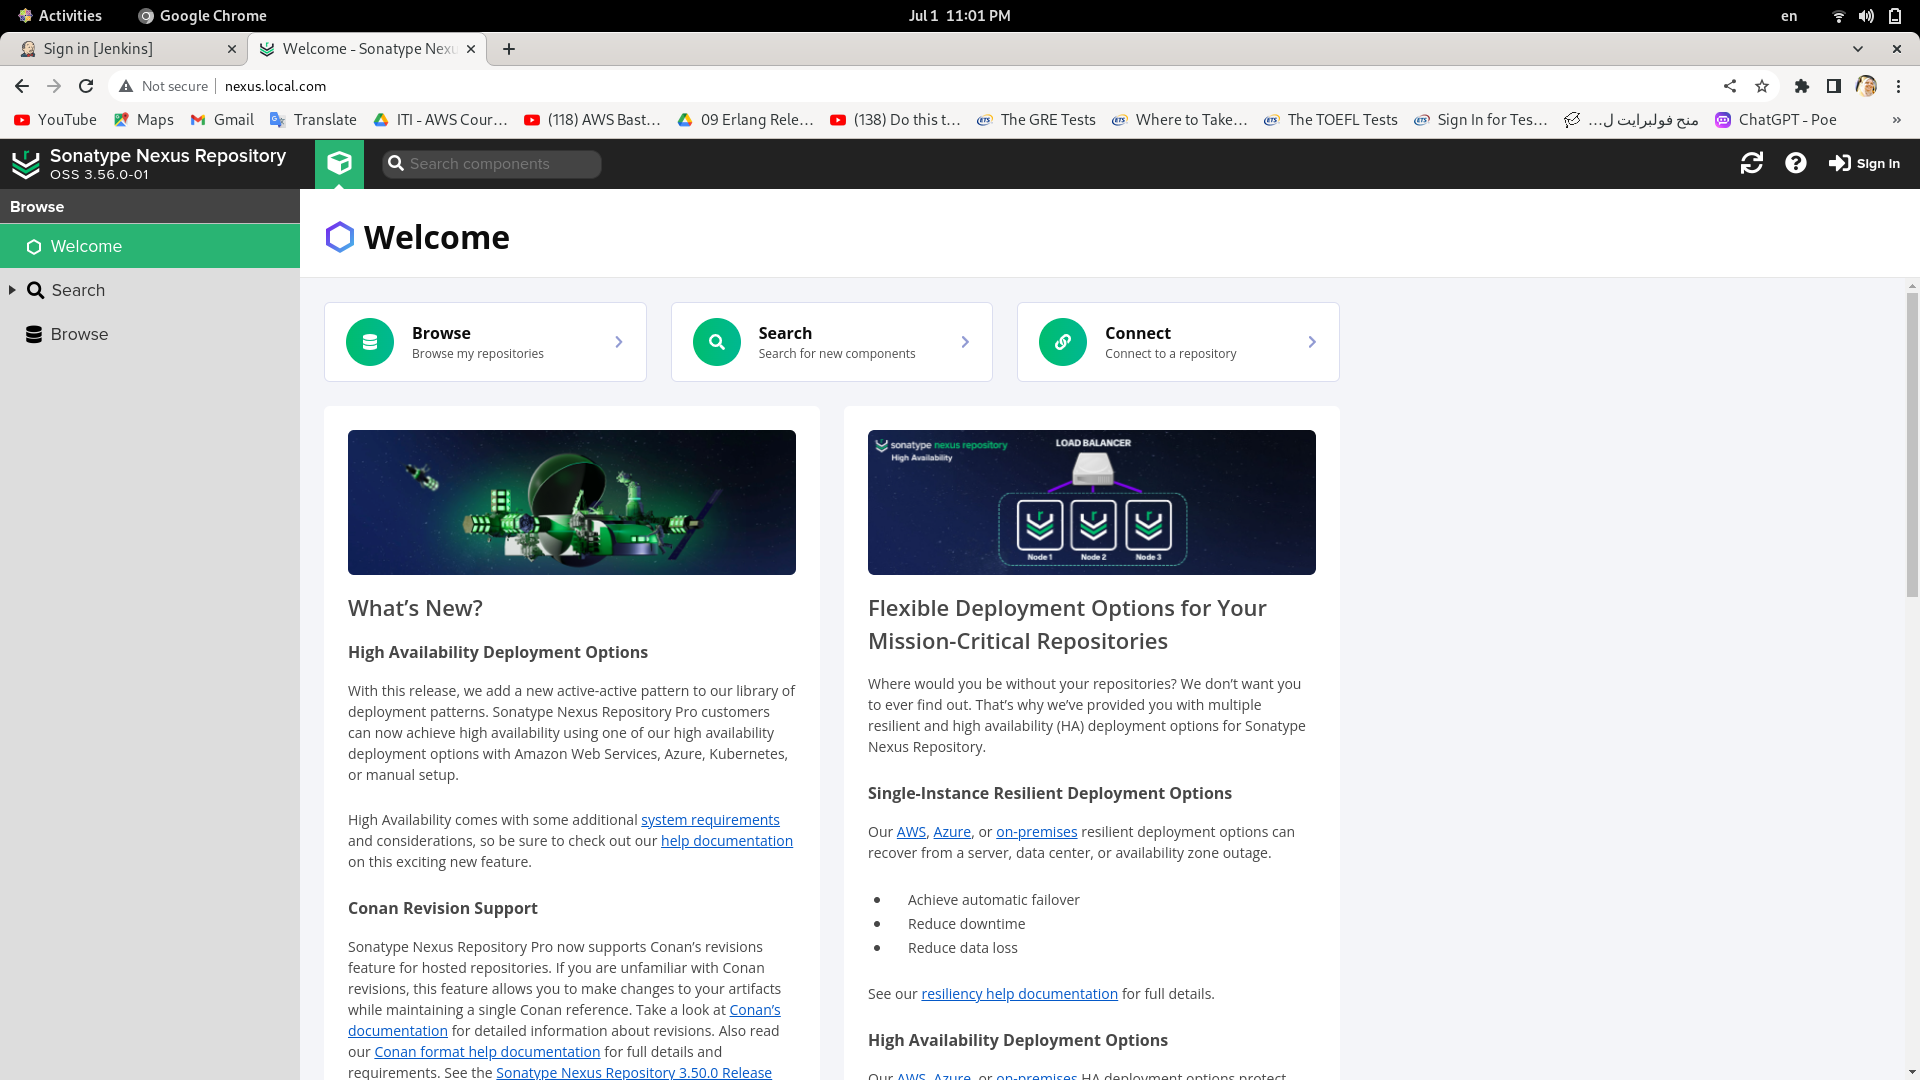 Activities Google Chrome Jul 1 11:01 PM en
Sign in [Jenkins] Welcome - Sonatype Nexu
Not secure nexus.local.com
YouTube Maps Gmail Translate ITI - AWS Cour... (118) AWS Bast... 09 Erlang Rele... (138) Do this t... The GRE Tests Where to Take... The TOEFL Tests Sign In for Tes... منح فولبرايت ل... ChatGPT - Poe »
Sonatype Nexus Repository
OSS 3.56.0-01
Search components
Sign in
Browse
Welcome
Search
Browse
Welcome
Browse
Browse my repositories
Search
Search for new components
Connect
Connect to a repository
What's New?
High Availability Deployment Options
With this release, we add a new active-active pattern to our library of
deployment patterns. Sonatype Nexus Repository Pro customers
can now achieve high availability using one of our high availability
deployment options with Amazon Web Services, Azure, Kubernetes,
or manual setup.
High Availability comes with some additional system requirements
and considerations, so be sure to check out our help documentation
on this exciting new feature.
Conan Revision Support
Sonatype Nexus Repository Pro now supports Conan's revisions
feature for hosted repositories. If you are unfamiliar with Conan
revisions, this feature allows you to make changes to your artifacts
while maintaining a single Conan reference. Take a look at Conan's
documentation for detailed information about revisions. Also read
our Conan format help documentation for full details and
requirements. See the Sonatype Nexus Repository 3.50.0 Release
sonatype nexus repository
High Availability
LOAD BALANCER
Node 1 Node 2 Node 3
Flexible Deployment Options for Your
Mission-Critical Repositories
Where would you be without your repositories? We don't want you
to ever find out. That's why we've provided you with multiple
resilient and high availability (HA) deployment options for Sonatype
Nexus Repository.
Single-Instance Resilient Deployment Options
Our AWS, Azure, or on-premises resilient deployment options can
recover from a server, data center, or availability zone outage.
• Achieve automatic failover
• Reduce downtime
• Reduce data loss
See our resiliency help documentation for full details.
High Availability Deployment Options
Our AWS, Azure, or on-premises HA deployment options protect